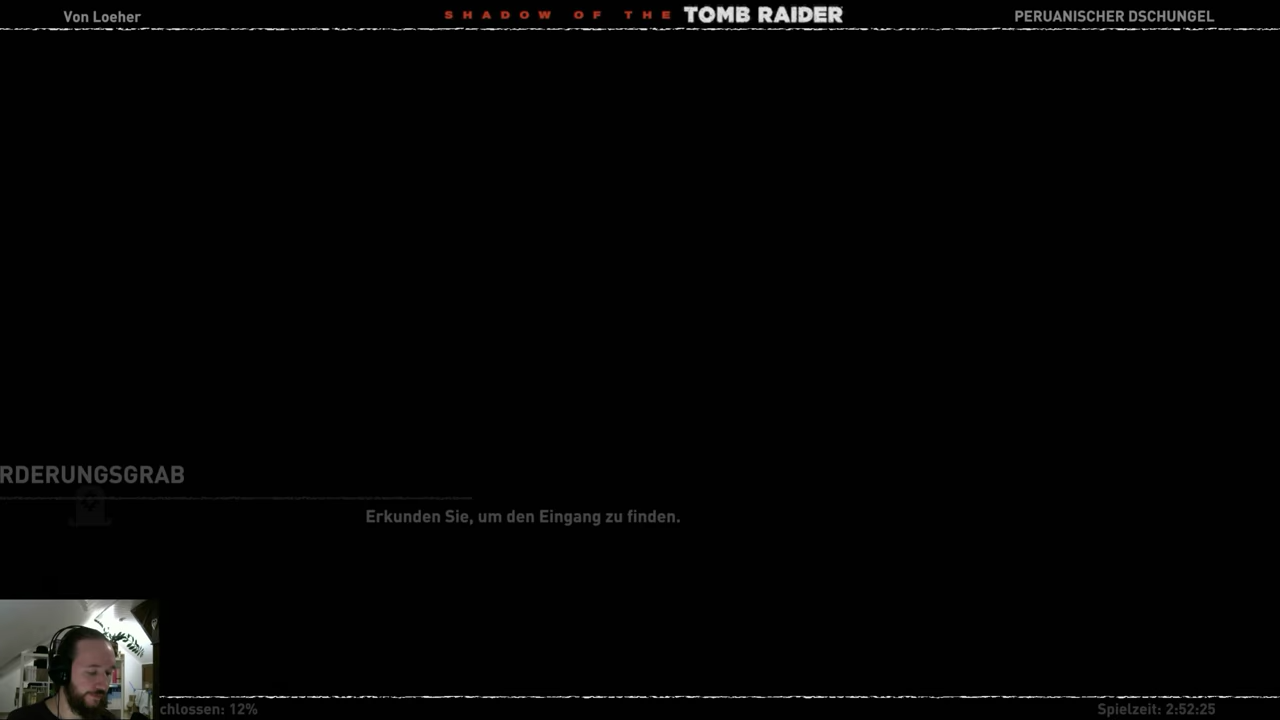 Von Loeher
SHADOW OF THE TOMB RAIDER
PERUANISCHER DSCHUNGEL
RDERUNGSGRAB
Erkunden Sie, um den Eingang zu finden.
chlossen: 12%
Spielzeit: 2:52:25